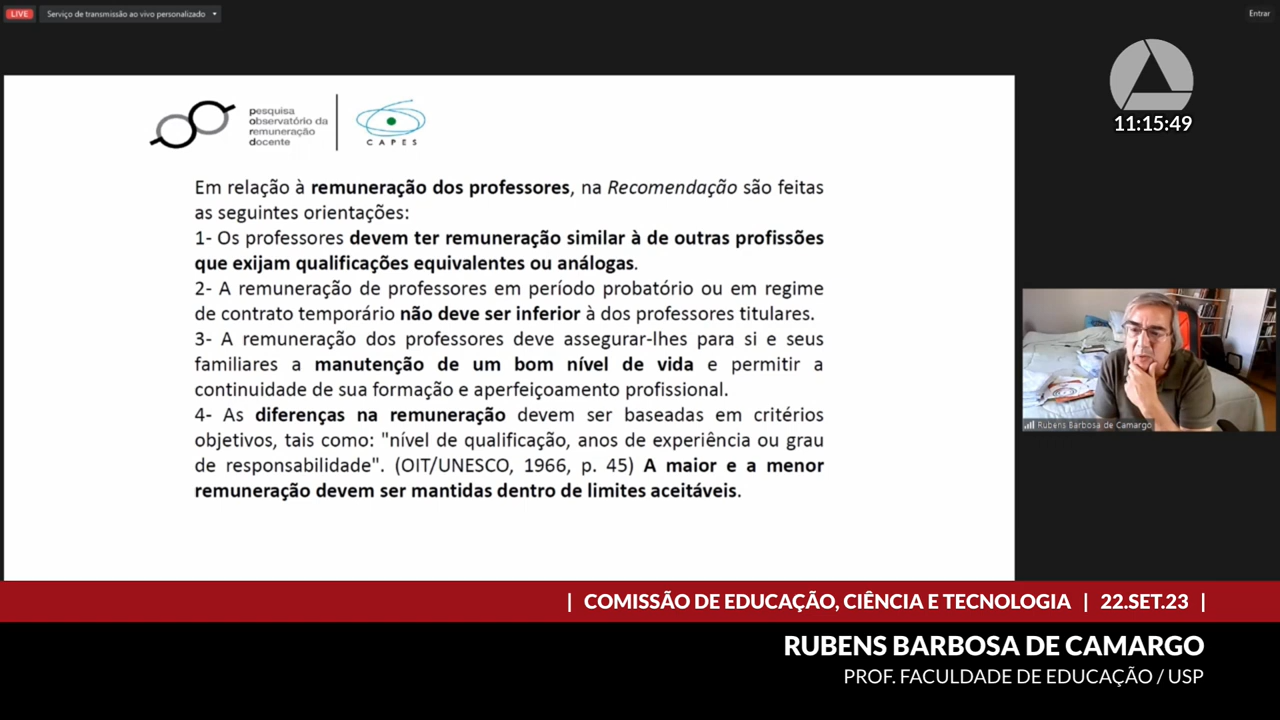 LIVE
Serviço de transmissão ao vivo personalizado
Entrar
11:15:49
pesquisa
observatório da
remuneração
docente
CAPES
Em relação à remuneração dos professores, na Recomendação são feitas
as seguintes orientações:
1- Os professores devem ter remuneração similar à de outras profissões
que exijam qualificações equivalentes ou análogas.
2- A remuneração de professores em período probatório ou em regime
de contrato temporário não deve ser inferior à dos professores titulares.
3- A remuneração dos professores deve assegurar-lhes para si e seus
familiares a manutenção de um bom nível de vida e permitir a
continuidade de sua formação e aperfeiçoamento profissional.
4- As diferenças na remuneração devem ser baseadas em critérios
objetivos, tais como: "nível de qualificação, anos de experiência ou grau
de responsabilidade". (OIT/UNESCO, 1966, p. 45) A maior e a menor
remuneração devem ser mantidas dentro de limites aceitáveis.
Rubens Barbosa de Camargo
| COMISSÃO DE EDUCAÇÃO, CIÊNCIA E TECNOLOGIA | 22.SET.23 |
RUBENS BARBOSA DE CAMARGO
PROF. FACULDADE DE EDUCAÇÃO / USP